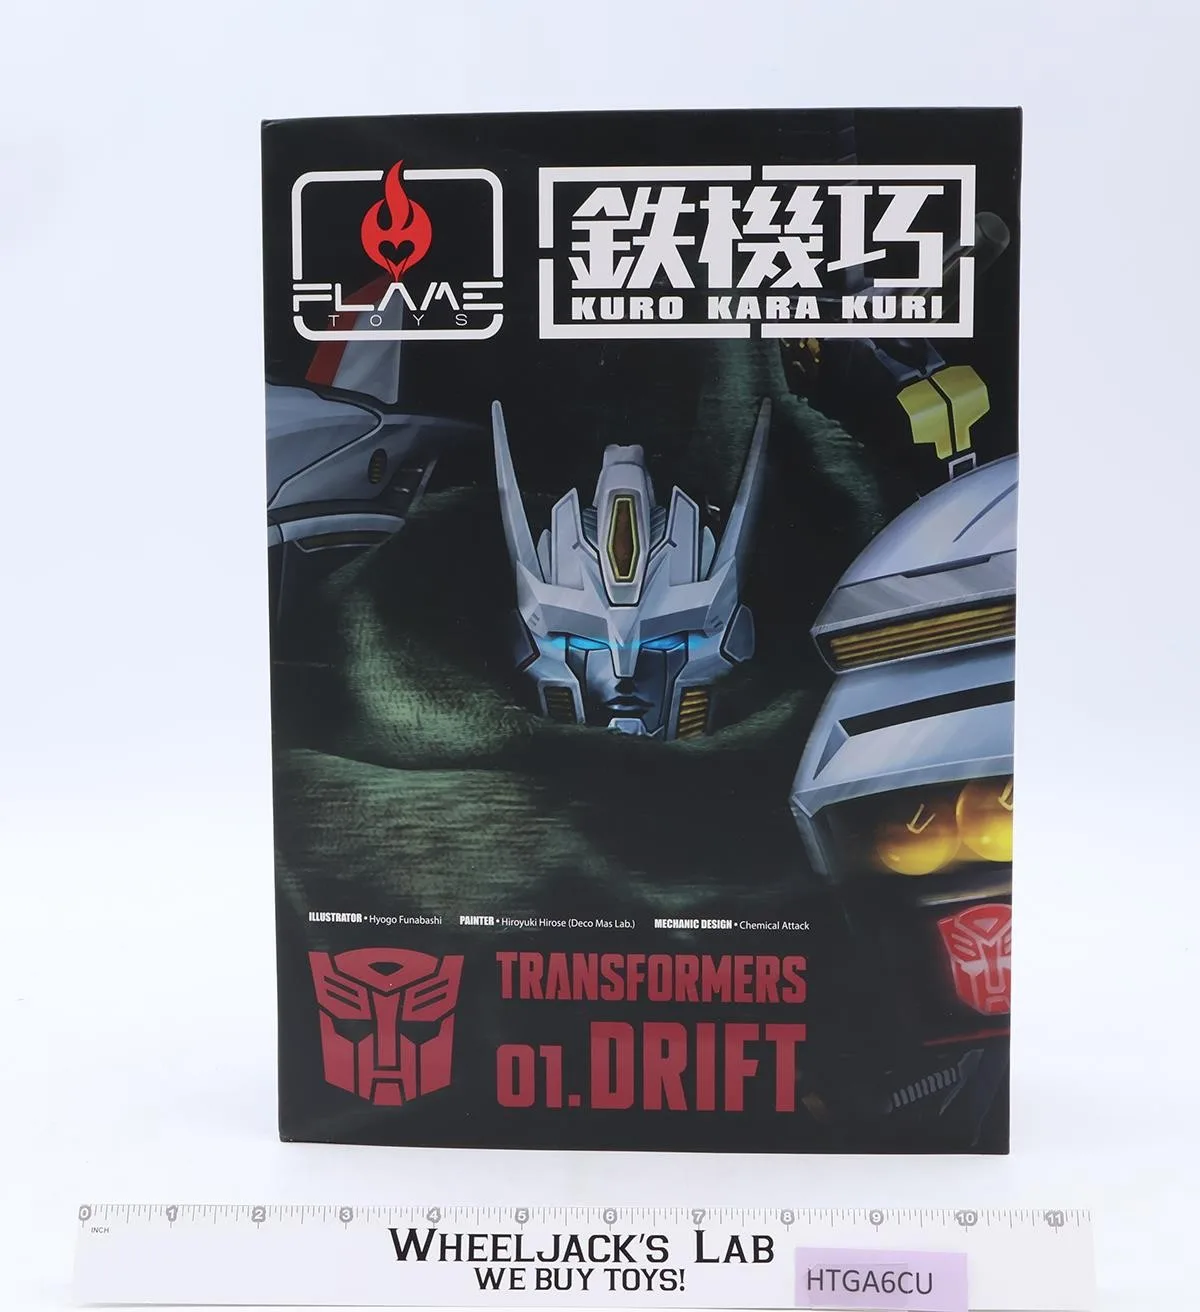 FLAME
TOYS
鉄機巧
KURO KARA KURI
ILLUSTRATOR • Hyogo Funabashi PAINTER • Hiroyuki Hirose (Deco Mas Lab.) MECHANIC DESIGN • Chemical Attack
TRANSFORMERS
01.DRIFT
0 1 2 3 4 5 6 7 8 9 10 11
INCH
WHEELJACK'S LAB
WE BUY TOYS!
HTGA6CU